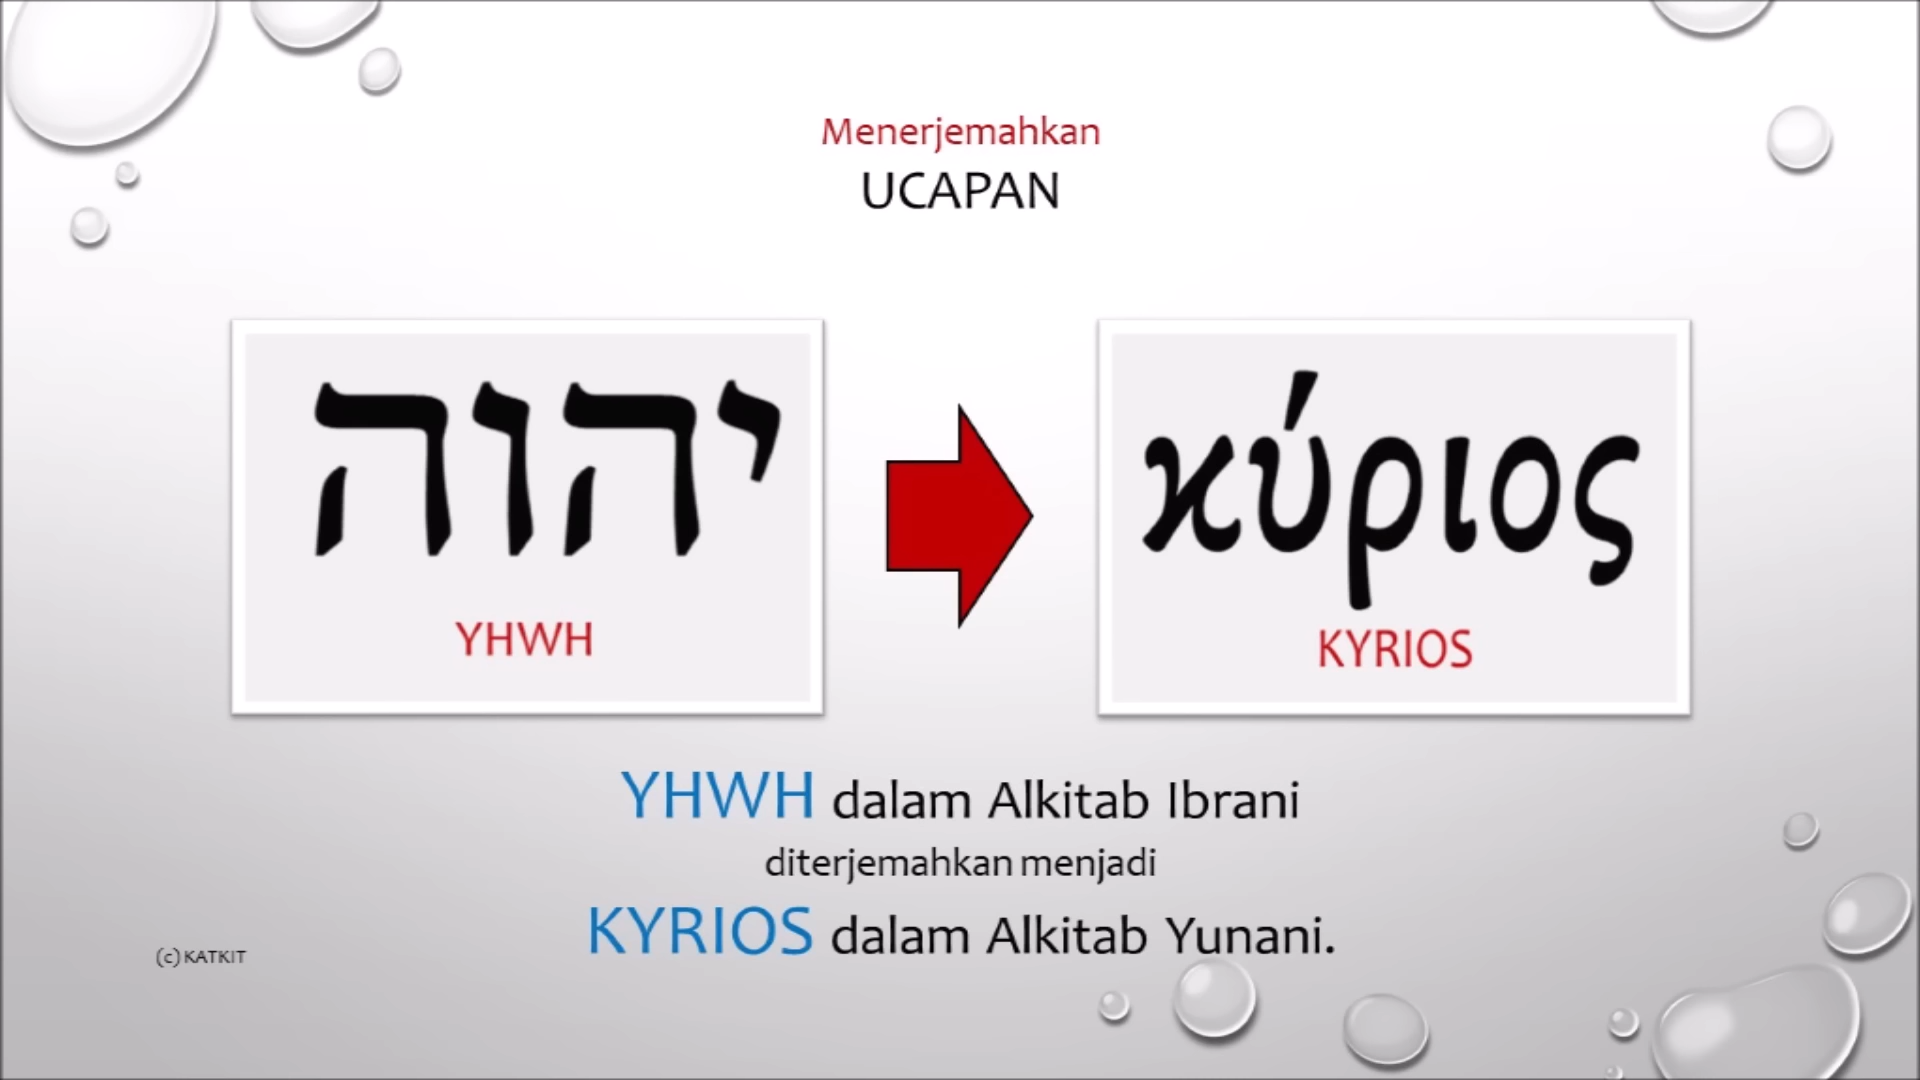 Menerjemahkan
UCAPAN
יהוה
YHWH
κύριος
KYRIOS
YHWH dalam Alkitab Ibrani
diterjemahkan menjadi
KYRIOS dalam Alkitab Yunani.
(c) KATKIT